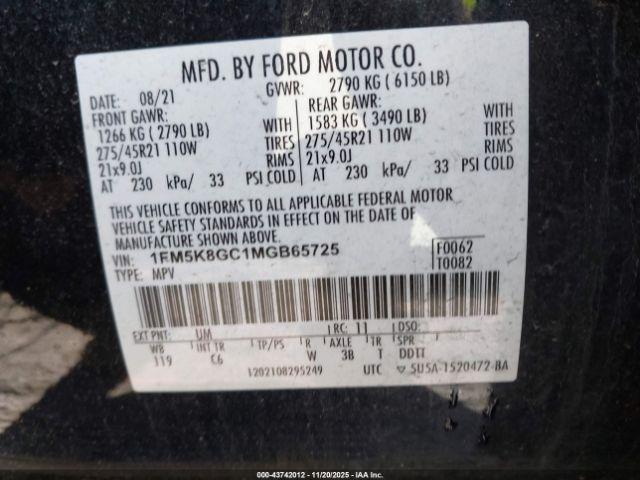 MFD. BY FORD MOTOR CO.
DATE: 08/21 GVWR: 2790 KG ( 6150 LB)
FRONT GAWR: REAR GAWR:
1266 KG ( 2790 LB) WITH 1583 KG ( 3490 LB) WITH
275/45R21 110W TIRES 275/45R21 110W TIRES
21x9.0J RIMS 21x9.0J RIMS
AT 230 kPa/ 33 PSI COLD AT 230 kPa/ 33 PSI COLD
THIS VEHICLE CONFORMS TO ALL APPLICABLE FEDERAL MOTOR
VEHICLE SAFETY STANDARDS IN EFFECT ON THE DATE OF
MANUFACTURE SHOWN ABOVE.
VIN: 1FM5K8GC1MGB65725 F0062
TYPE: MPV T0082
EXT PNT: UM RC: 11 DSO:
WB INT TR TP/PS R AXLE TR SPR
119 C6 W 3B T DDTT
1202108295249 UTC ▽ 5U5A-1520472-BA
000-43742012 - 11/20/2025 - IAA Inc.